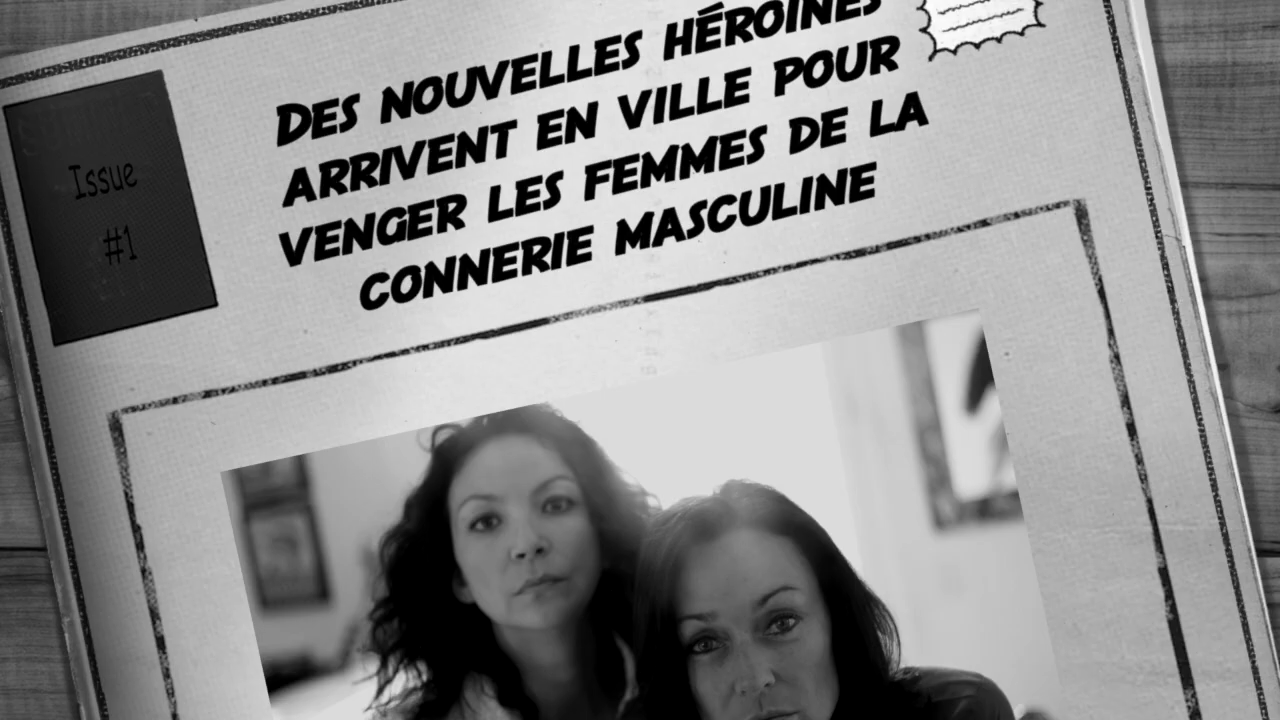 DES NOUVELLES HÉROÏNES
ARRIVENT EN VILLE POUR
VENGER LES FEMMES DE LA
CONNERIE MASCULINE
Issue
#1